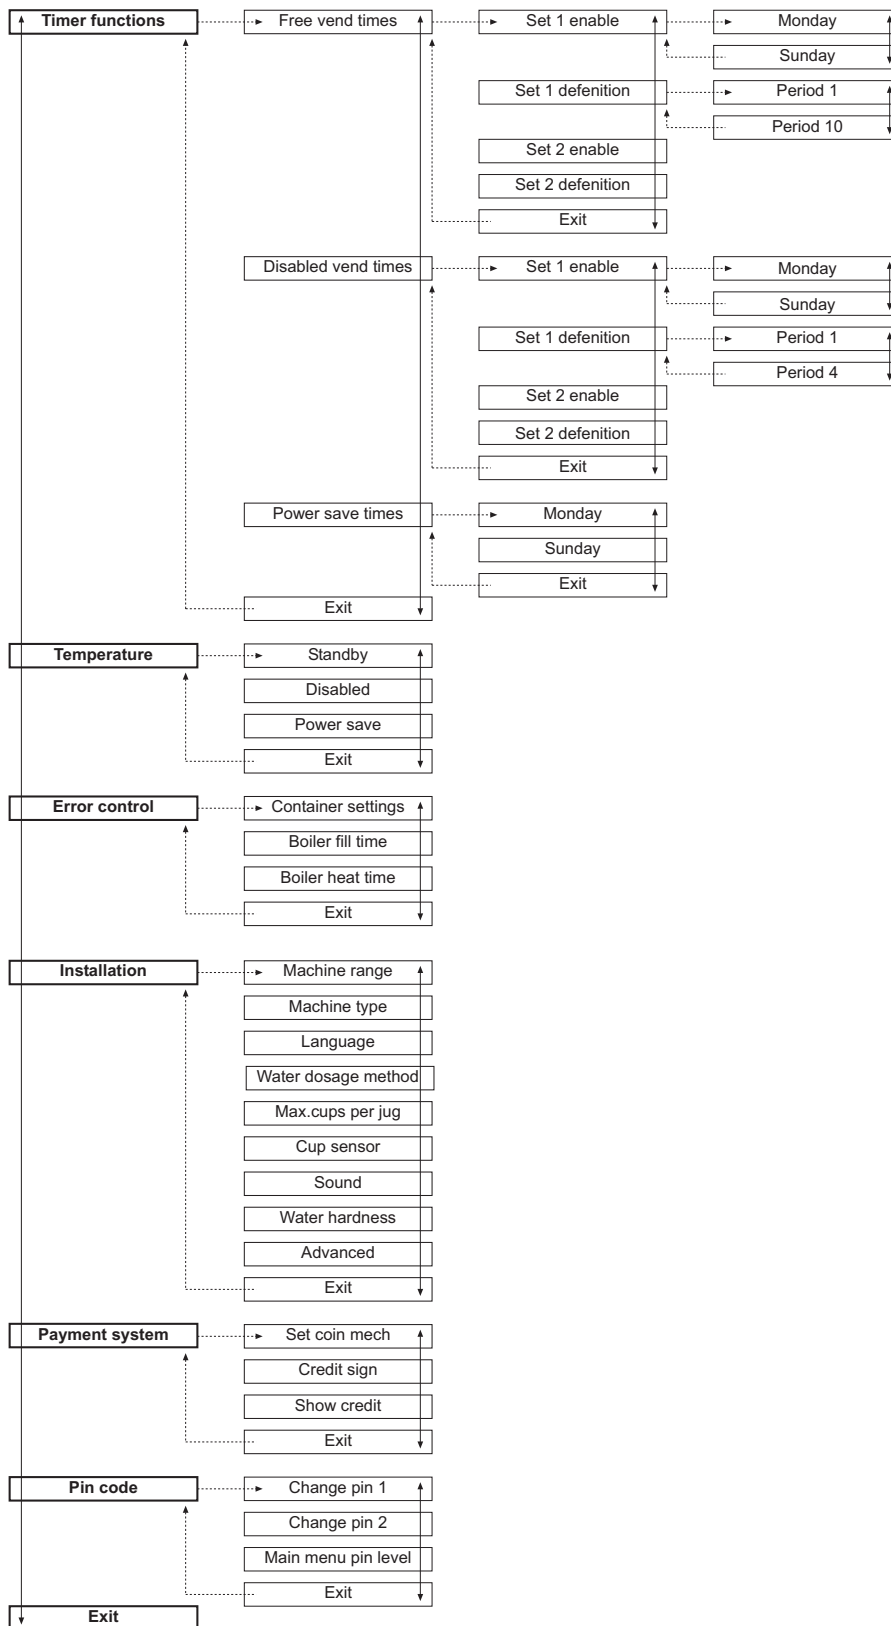 Timer functions
Free vend times
Set 1 enable
Monday
Sunday
Set 1 defenition
Period 1
Period 10
Set 2 enable
Set 2 defenition
Exit
Disabled vend times
Set 1 enable
Monday
Sunday
Set 1 defenition
Period 1
Period 4
Set 2 enable
Set 2 defenition
Exit
Power save times
Monday
Sunday
Exit
Exit
Temperature
Standby
Disabled
Power save
Exit
Error control
Container settings
Boiler fill time
Boiler heat time
Exit
Installation
Machine range
Machine type
Language
Water dosage method
Max.cups per jug
Cup sensor
Sound
Water hardness
Advanced
Exit
Payment system
Set coin mech
Credit sign
Show credit
Exit
Pin code
Change pin 1
Change pin 2
Main menu pin level
Exit
Exit